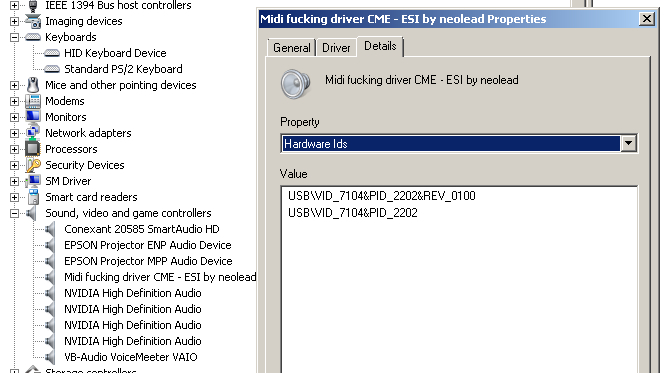 IEEE 1394 Bus host controllers
Imaging devices
Keyboards
HID Keyboard Device
Standard PS/2 Keyboard
Mice and other pointing devices
Modems
Monitors
Network adapters
Processors
Security Devices
SM Driver
Smart card readers
Sound, video and game controllers
Conexant 20585 SmartAudio HD
EPSON Projector ENP Audio Device
EPSON Projector MPP Audio Device
Midi fucking driver CME - ESI by neolead
NVIDIA High Definition Audio
NVIDIA High Definition Audio
NVIDIA High Definition Audio
NVIDIA High Definition Audio
VB-Audio VoiceMeeter VAIO
Storage controllers
Midi fucking driver CME - ESI by neolead Properties
General Driver Details
Midi fucking driver CME - ESI by neolead
Property
Hardware Ids
Value
USB\VID_7104&PID_2202&REV_0100
USB\VID_7104&PID_2202